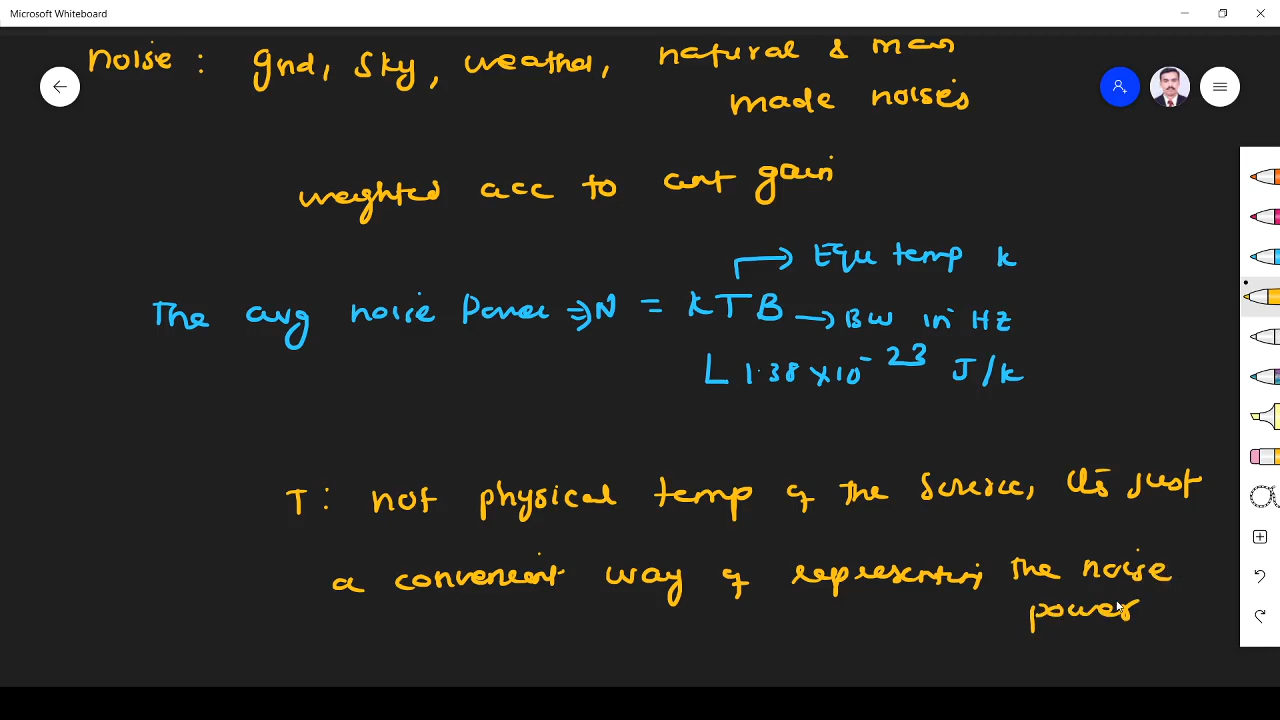 Microsoft Whiteboard
noise : gnd, sky, weather, natural & man
made noises
weighted acc to ant gain
Equ temp k
The avg noise Power ⇒ N = kTB → BW in HZ
1.38 × 10⁻²³ J/k
T : not physical temp of the source, its just
a convenient way of representing the noise
power